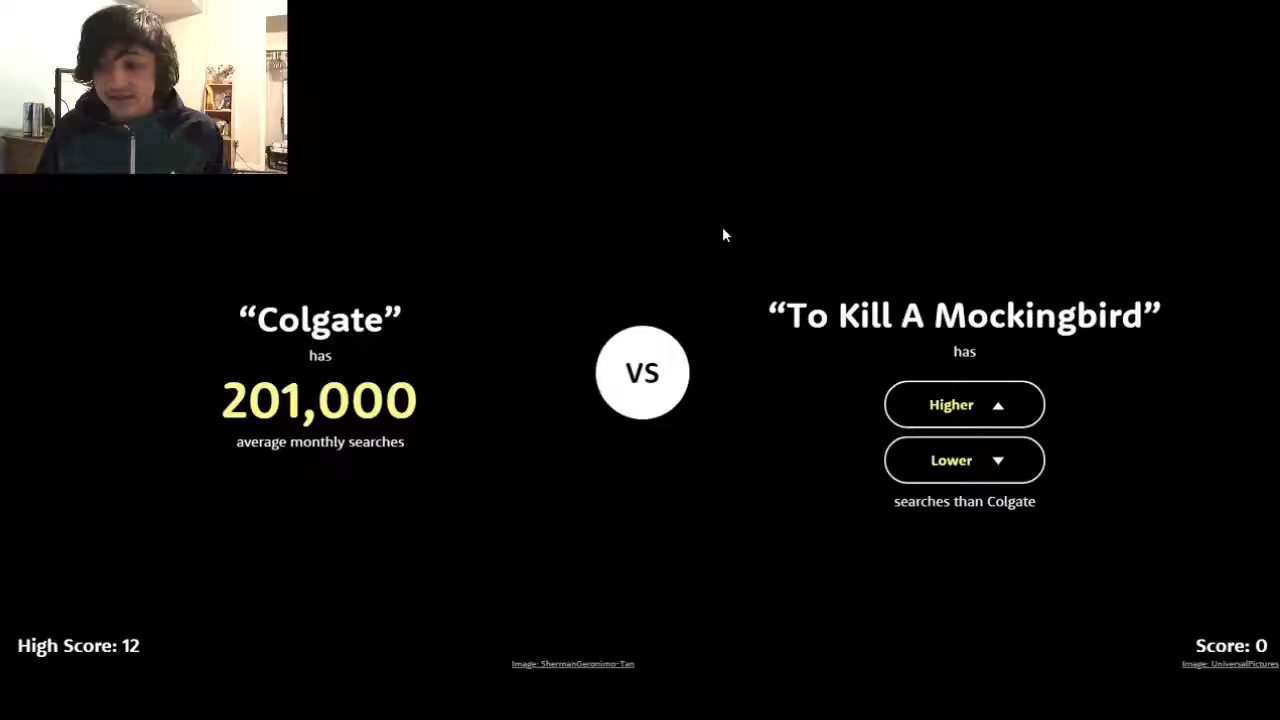 “Colgate”
has
201,000
average monthly searches
VS
“To Kill A Mockingbird”
has
Higher ▲
Lower ▼
searches than Colgate
High Score: 12
Score: 0
Image: ShermanGeronimo-Tan
Image: UniversalPictures